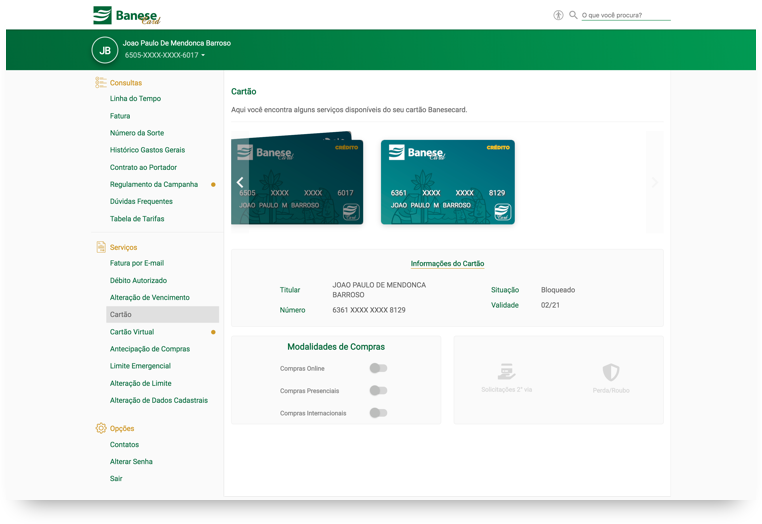 Banese
Card
O que você procura?
JB
Joao Paulo De Mendonca Barroso
6505-XXXX-XXXX-6017
Consultas
Linha do Tempo
Fatura
Número da Sorte
Histórico Gastos Gerais
Contrato ao Portador
Regulamento da Campanha
Dúvidas Frequentes
Tabela de Tarifas
Serviços
Fatura por E-mail
Débito Autorizado
Alteração de Vencimento
Cartão
Cartão Virtual
Antecipação de Compras
Limite Emergencial
Alteração de Limite
Alteração de Dados Cadastrais
Opções
Contatos
Alterar Senha
Sair
Cartão
Aqui você encontra alguns serviços disponíveis do seu cartão Banesecard.
Banese
Card
CRÉDITO
6505 XXXX XXXX 6017
JOAO PAULO M BARROSO
Banese
Card
CRÉDITO
6361 XXXX XXXX 8129
JOAO PAULO M BARROSO
Informações do Cartão
Titular JOAO PAULO DE MENDONCA
BARROSO
Número 6361 XXXX XXXX 8129
Situação Bloqueado
Validade 02/21
Modalidades de Compras
Compras Online
Compras Presenciais
Compras Internacionais
Solicitações 2° via
Perda/Roubo